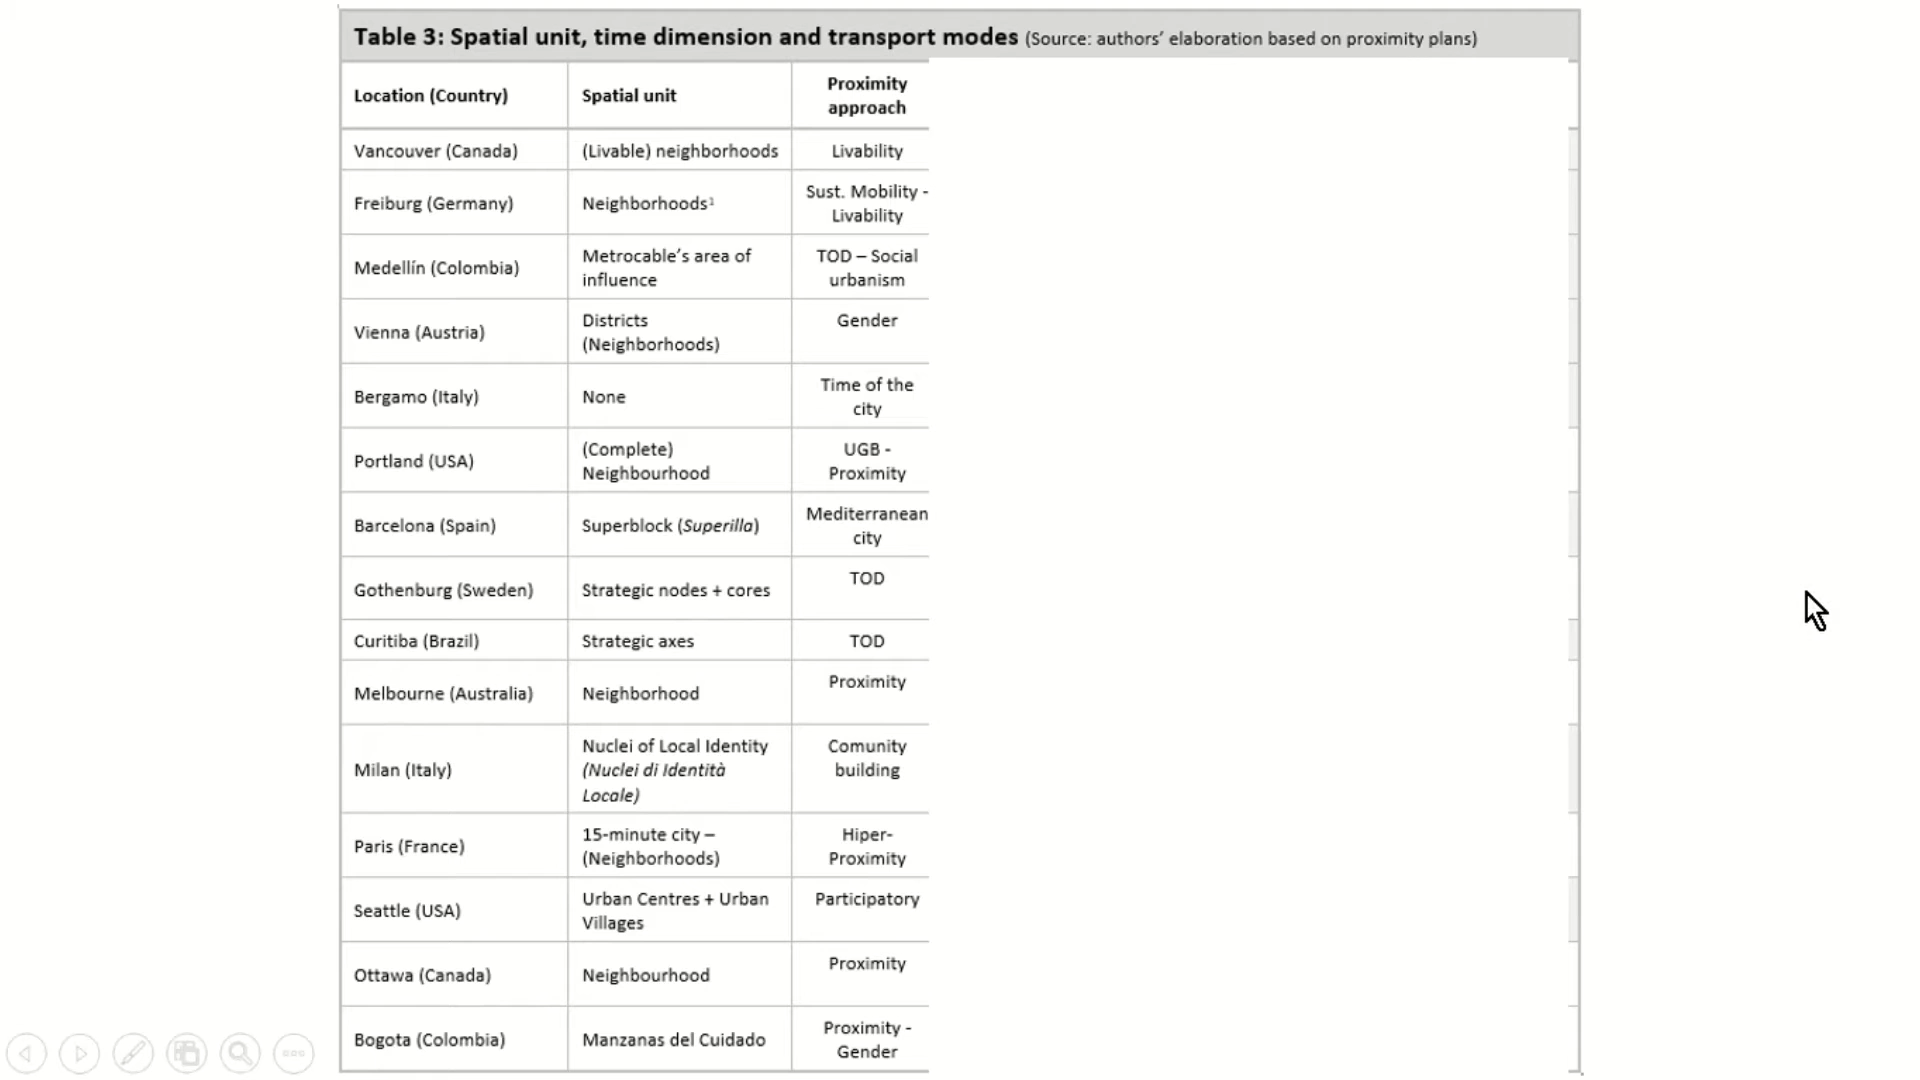 Table 3: Spatial unit, time dimension and transport modes (Source: authors’ elaboration based on proximity plans)
Location (Country) Spatial unit Proximity approach
Vancouver (Canada) (Livable) neighborhoods Livability
Freiburg (Germany) Neighborhoods¹ Sust. Mobility - Livability
Medellín (Colombia) Metrocable’s area of influence TOD – Social urbanism
Vienna (Austria) Districts (Neighborhoods) Gender
Bergamo (Italy) None Time of the city
Portland (USA) (Complete) Neighbourhood UGB - Proximity
Barcelona (Spain) Superblock (Superilla) Mediterranean city
Gothenburg (Sweden) Strategic nodes + cores TOD
Curitiba (Brazil) Strategic axes TOD
Melbourne (Australia) Neighborhood Proximity
Milan (Italy) Nuclei of Local Identity (Nuclei di Identità Locale) Comunity building
Paris (France) 15-minute city – (Neighborhoods) Hiper-Proximity
Seattle (USA) Urban Centres + Urban Villages Participatory
Ottawa (Canada) Neighbourhood Proximity
Bogota (Colombia) Manzanas del Cuidado Proximity - Gender